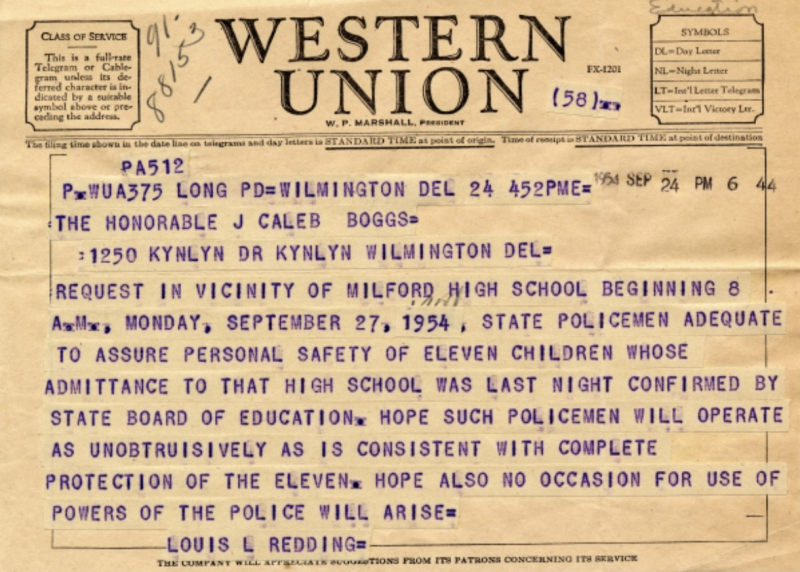 Education
CLASS OF SERVICE
This is a full-rate
Telegram or Cable-
gram unless its de-
ferred character is in-
dicated by a suitable
symbol above or pre-
ceding the address.
91-
88153
WESTERN
UNION
W. P. MARSHALL, PRESIDENT
FX-1201
(58)..
SYMBOLS
DL=Day Letter
NL=Night Letter
LT=Int'l Letter Telegram
VLT=Int'l Victory Ltr.
The filing time shown in the date line on telegrams and day letters is STANDARD TIME at point of origin. Time of receipt is STANDARD TIME at point of destination
PA512
P.WUA375 LONG PD=WILMINGTON DEL 24 452PME=
1954 SEP 24 PM 6 44
:THE HONORABLE J CALEB BOGGS=
:1250 KYNLYN DR KYNLYN WILMINGTON DEL=
:REQUEST IN VICINITY OF MILFORD HIGH SCHOOL BEGINNING 8
A.M., MONDAY, SEPTEMBER 27, 1954, STATE POLICEMEN ADEQUATE
TO ASSURE PERSONAL SAFETY OF ELEVEN CHILDREN WHOSE
ADMITTANCE TO THAT HIGH SCHOOL WAS LAST NIGHT CONFIRMED BY
STATE BOARD OF EDUCATION. HOPE SUCH POLICEMEN WILL OPERATE
AS UNOBTRUISIVELY AS IS CONSISTENT WITH COMPLETE
PROTECTION OF THE ELEVEN. HOPE ALSO NO OCCASION FOR USE OF
POWERS OF THE POLICE WILL ARISE=
LOUIS L REDDING=
THE COMPANY WILL APPRECIATE SUGGESTIONS FROM ITS PATRONS CONCERNING ITS SERVICE